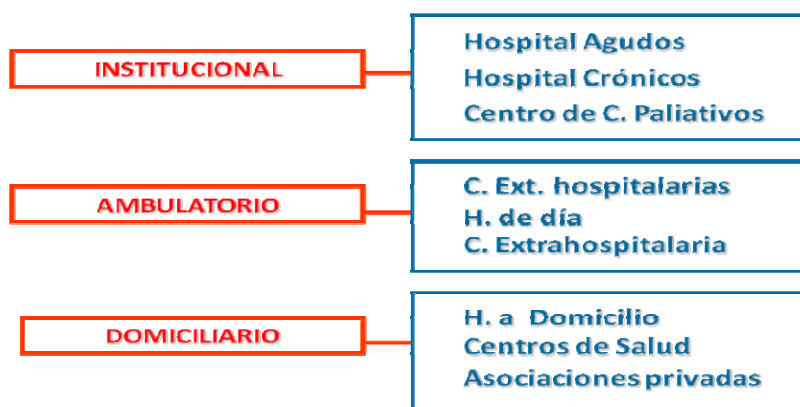 INSTITUCIONAL
Hospital Agudos
Hospital Crónicos
Centro de C. Paliativos
AMBULATORIO
C. Ext. hospitalarias
H. de día
C. Extrahospitalaria
DOMICILIARIO
H. a Domicilio
Centros de Salud
Asociaciones privadas